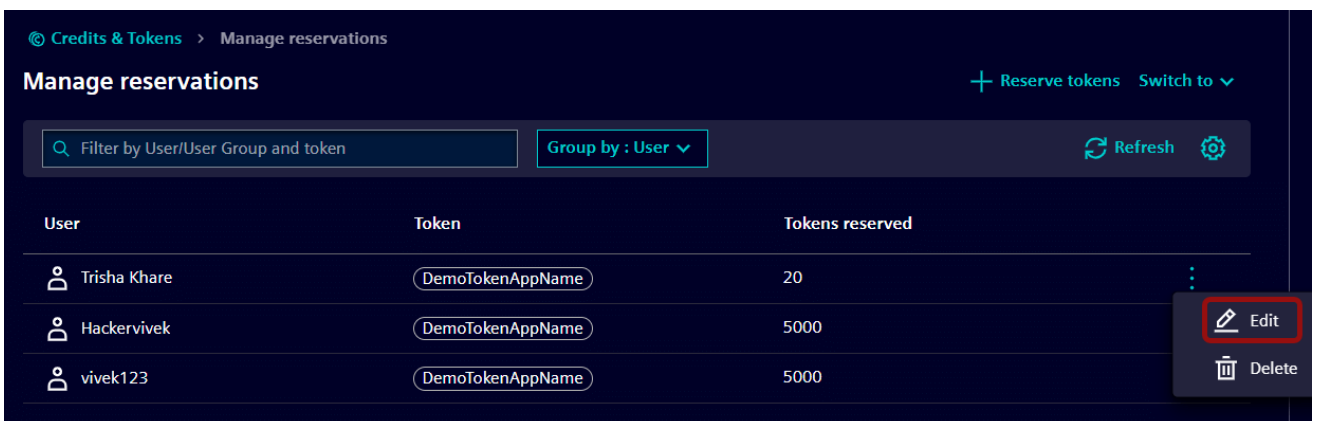 Credits & Tokens > Manage reservations
Manage reservations
Reserve tokens Switch to
Filter by User/User Group and token Group by : User Refresh
User Token Tokens reserved
Trisha Khare DemoTokenAppName 20
Hackervivek DemoTokenAppName 5000
Edit
vivek123 DemoTokenAppName 5000
Delete